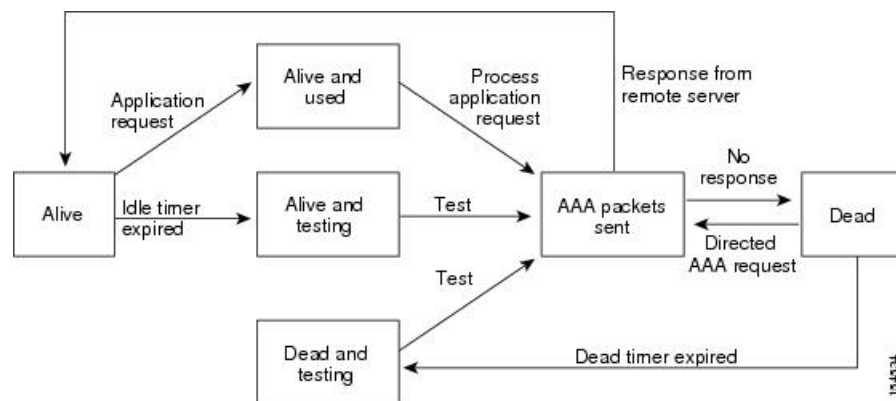 Alive and
used
Process
application
request
Response from
remote server
Application
request
No
response
Alive
Idle timer
expired
Alive and
testing
Test
AAA packets
sent
Dead
Directed
AAA request
Test
Dead and
testing
Dead timer expired